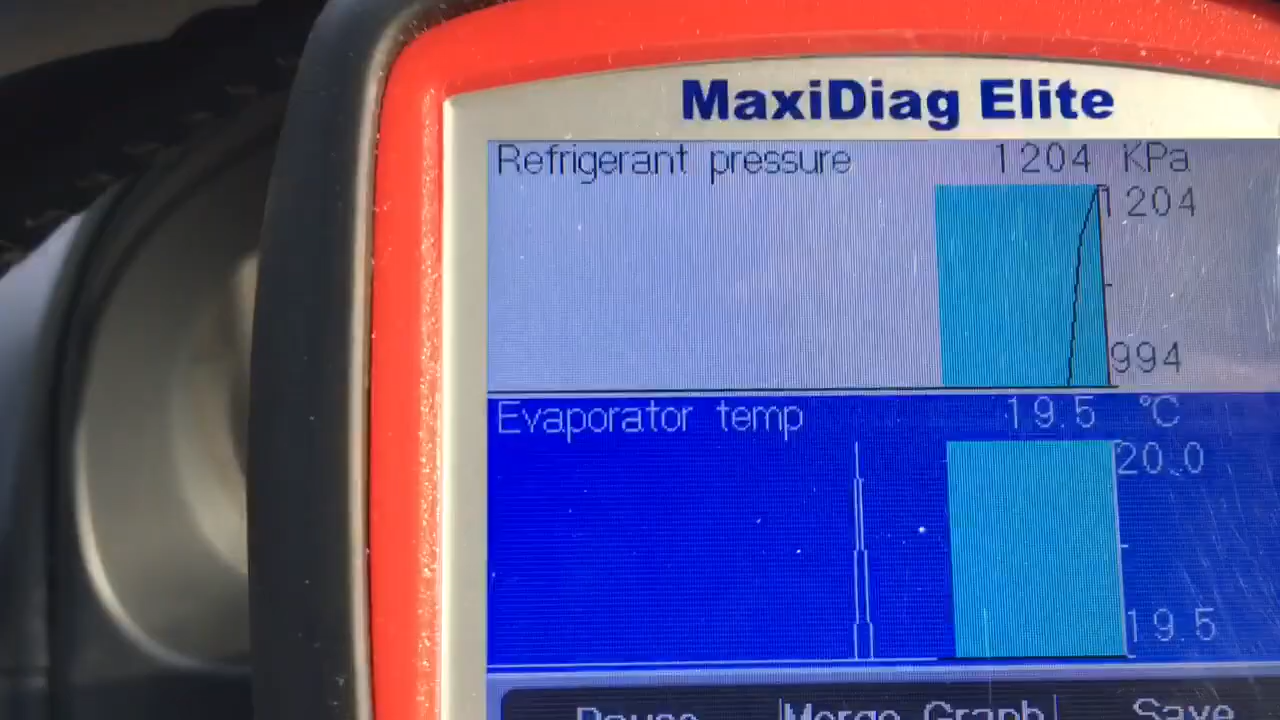 MaxiDiag Elite
Refrigerant pressure 1204 KPa
1204
994
Evaporator temp 19.5 °C
20.0
19.5
Pause Merge Graph Save